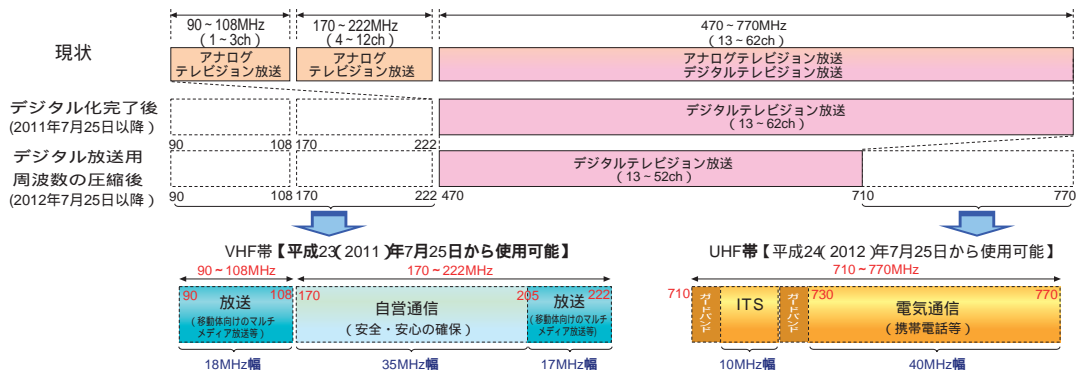 90～108MHz
（1～3ch）
170～222MHz
（4～12ch）
470～770MHz
（13～62ch）
現状
アナログ
テレビジョン放送
アナログ
テレビジョン放送
アナログテレビジョン放送
デジタルテレビジョン放送
デジタル化完了後
(2011年7月25日以降）
デジタルテレビジョン放送
（13～62ch）
90
108
170
222
デジタル放送用
周波数の圧縮後
(2012年7月25日以降）
デジタルテレビジョン放送
（13～52ch）
90
108
170
222
470
710
770
VHF帯【平成23（2011）年7月25日から使用可能】
90～108MHz
170～222MHz
90
放送
108
（移動体向けのマルチ
メディア放送等）
170
自営通信
（安全・安心の確保）
205
放送
222
（移動体向けのマルチ
メディア放送等)
18MHz幅
35MHz幅
17MHz幅
UHF帯【平成24（2012）年7月25日から使用可能】
710～770MHz
710
ガードバンド
ITS
ガードバンド
730
電気通信
（携帯電話等）
770
10MHz幅
40MHz幅